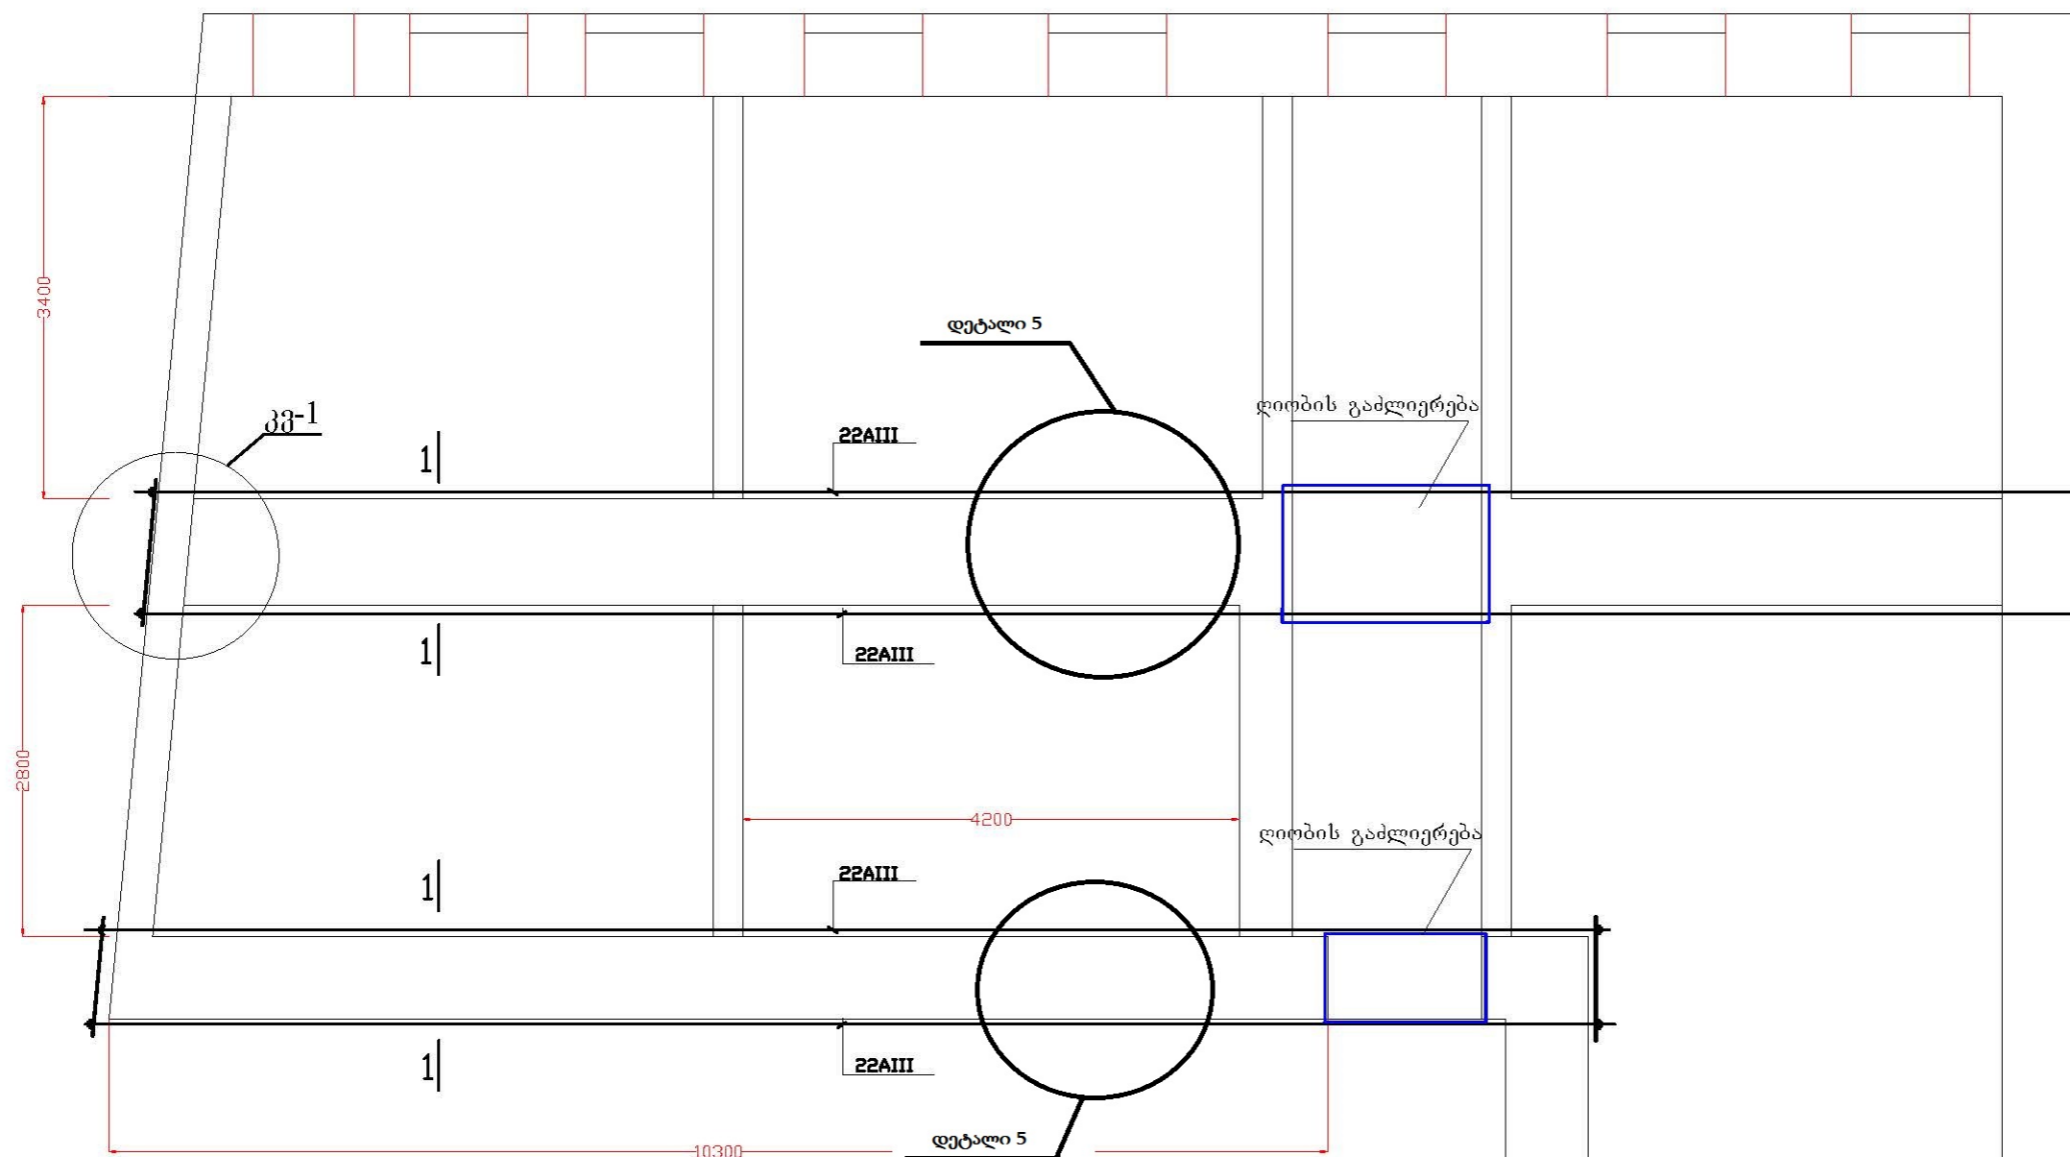 3400
დეტალი 5
ღიობის გაძლიერება
კვ-1
1
22AIII
1
22AIII
2800
4200
ღიობის გაძლიერება
1
22AIII
1
22AIII
დეტალი 5
10300